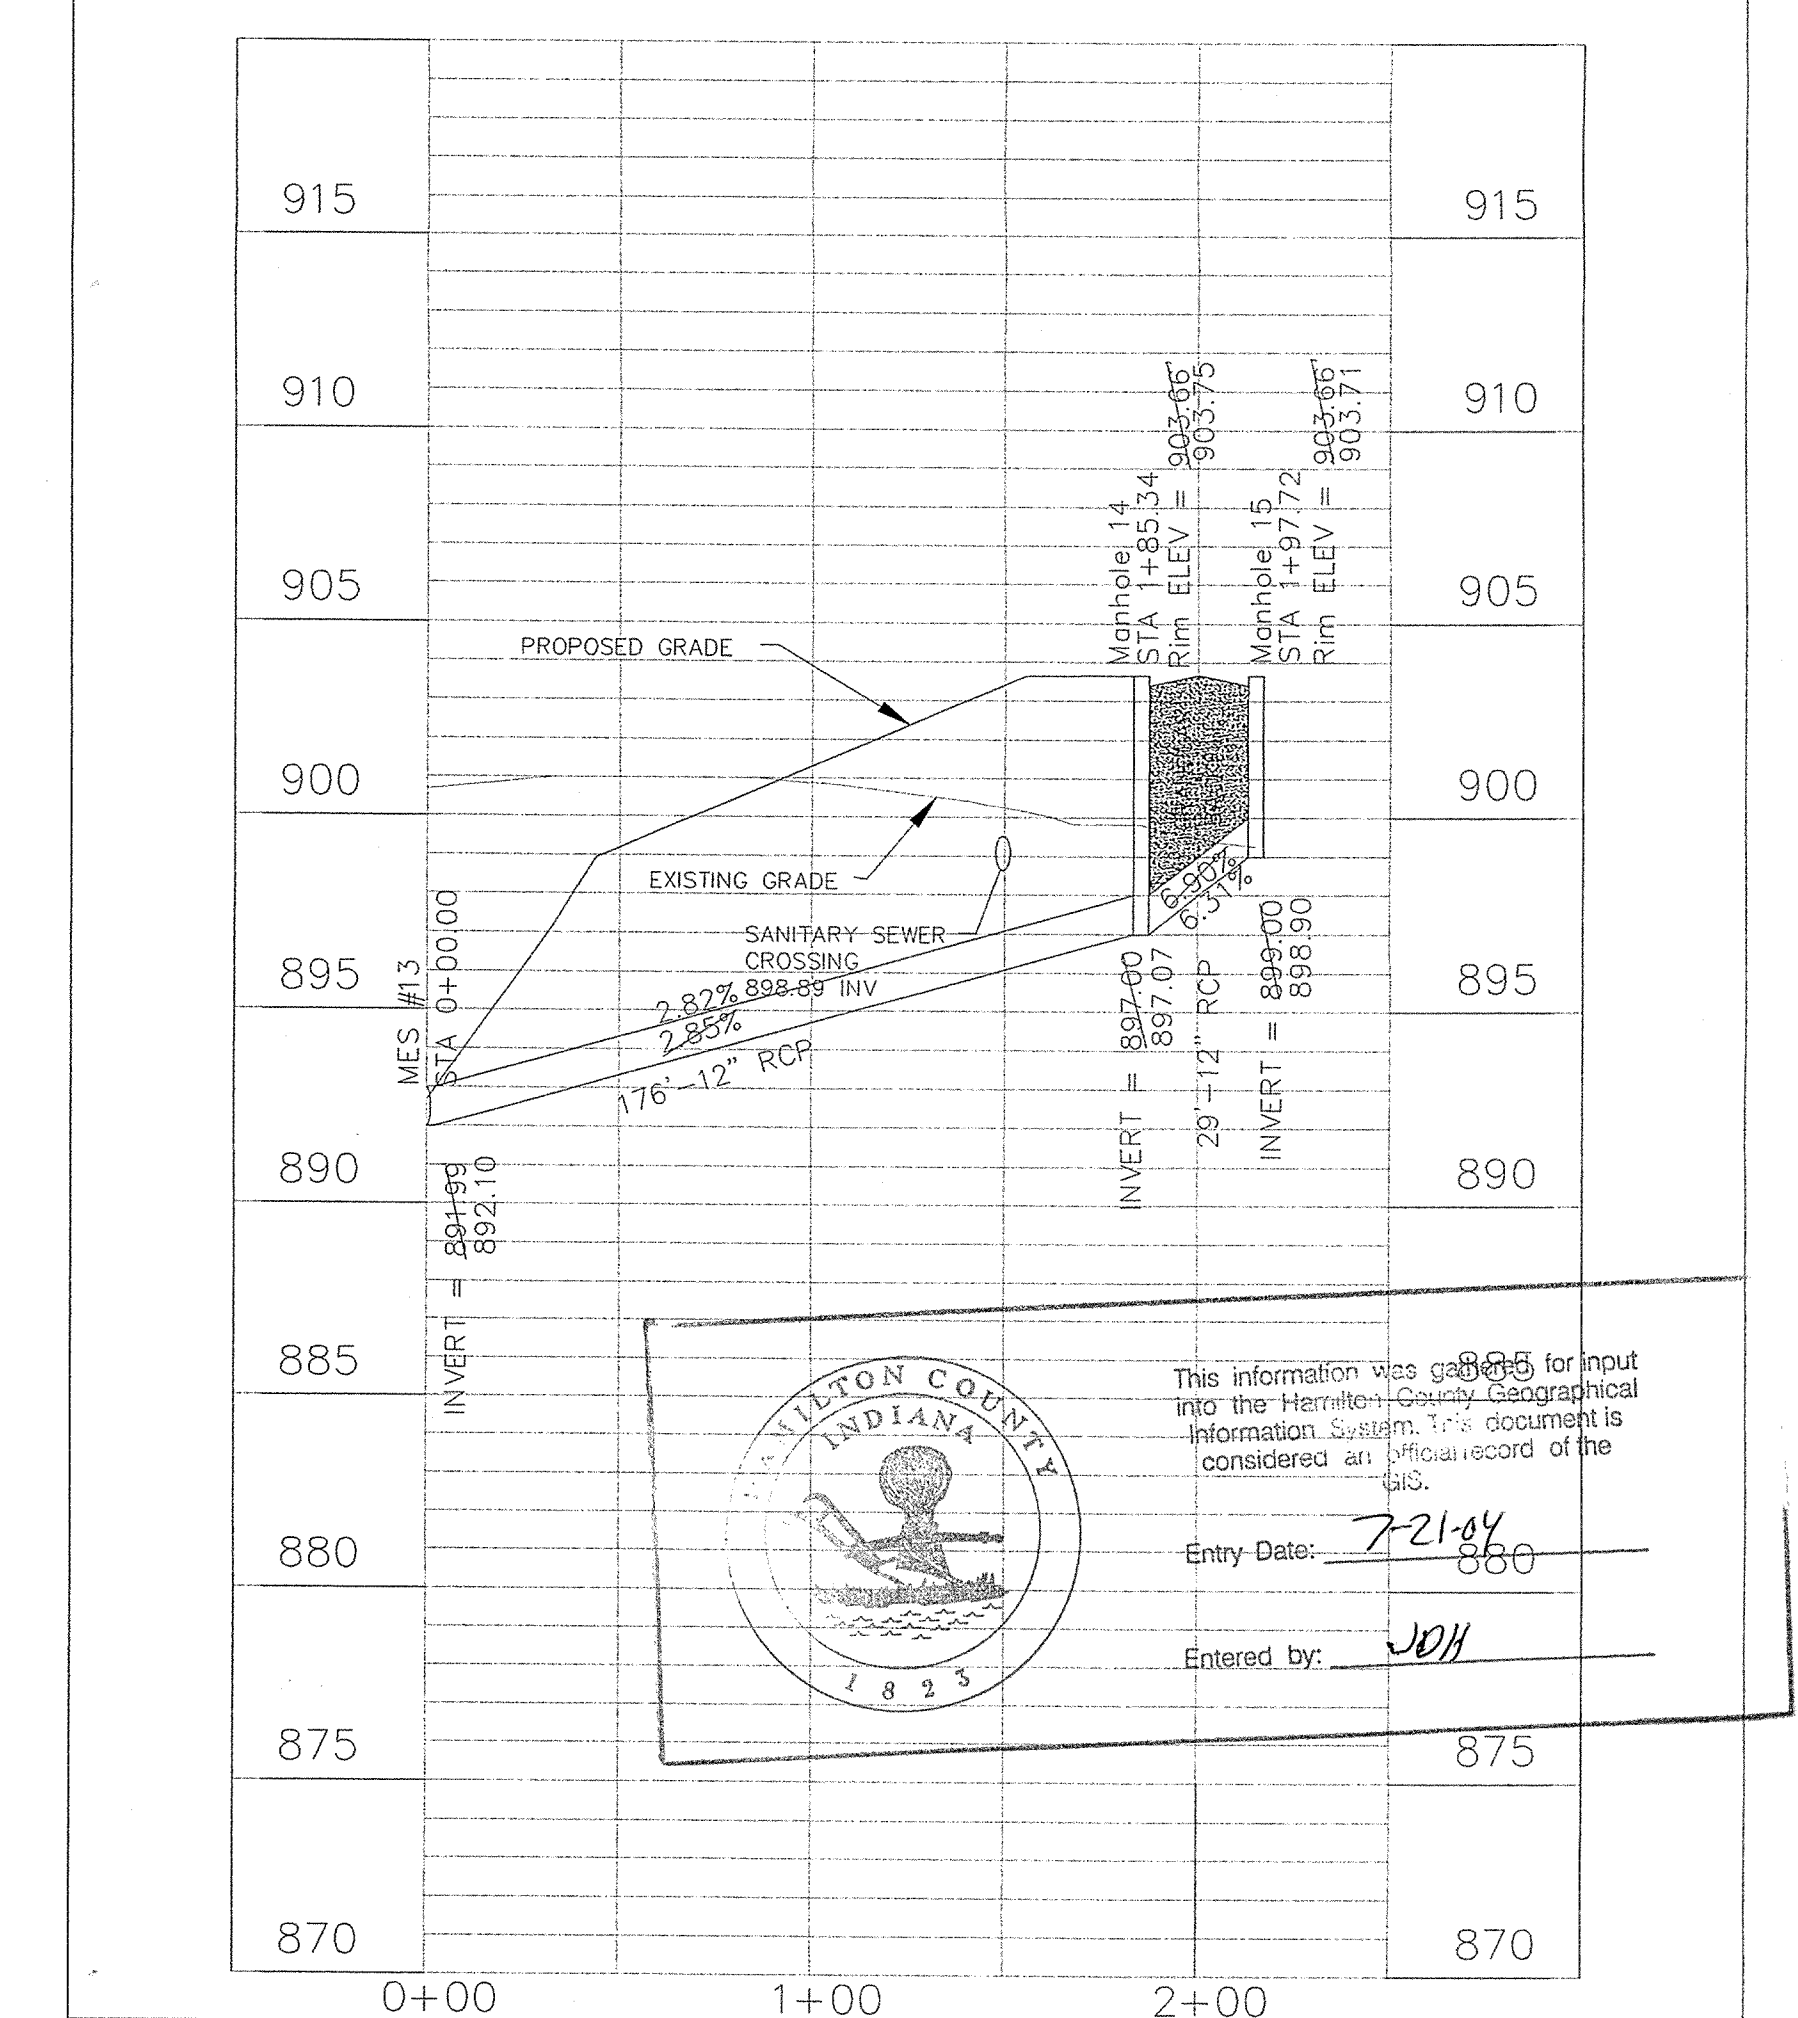 915
915
910
910
905
905
900
900
895
895
890
890
885
885
880
880
875
875
870
870
0+00
1+00
2+00
Manhole 14
STA 1+85.34
Rim ELEV = 903.66
903.75
Manhole 15
STA 1+97.72
Rim ELEV = 903.66
903.71
PROPOSED GRADE
EXISTING GRADE
SANITARY SEWER
CROSSING
898.89 INV
MES #13
STA 0+00.00
2.82%
2.85%
176'-12" RCP
6.90%
6.31%
INVERT = 897.00
897.07
29'-12" RCP
INVERT = 899.00
898.90
INVERT = 891.99
892.10
HAMILTON COUNTY
INDIANA
1823
This information was gathered for input
into the Hamilton County Geographical
Information System. This document is
considered an official record of the
GIS.
Entry Date: 7-21-04
Entered by: JDH